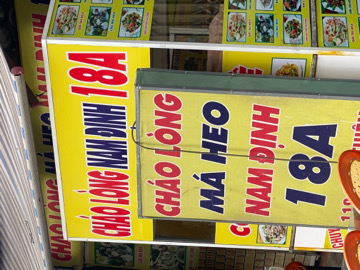 CHÁO LÒNG NAM ĐỊNH 18A
CHÁO LÒNG
MÁ HEO
NAM ĐỊNH
18A